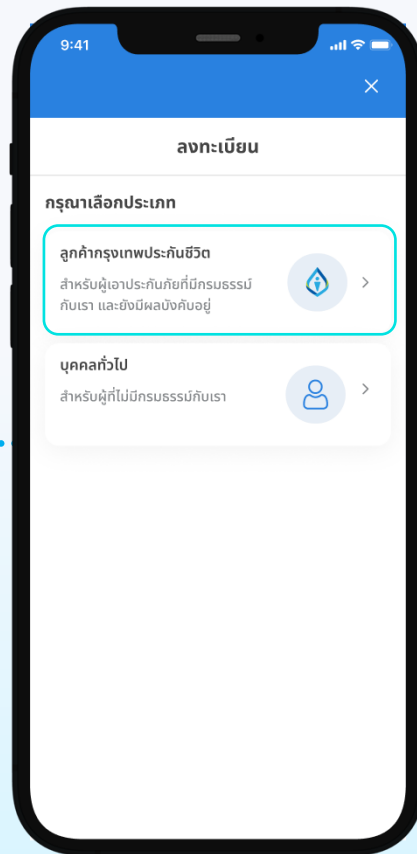 9:41
ลงทะเบียน
กรุณาเลือกประเภท
ลูกค้ากรุงเทพประกันชีวิต
สำหรับผู้เอาประกันภัยที่มีกรมธรรม์
กับเรา และยังมีผลบังคับอยู่
บุคคลทั่วไป
สำหรับผู้ที่ไม่มีกรมธรรม์กับเรา